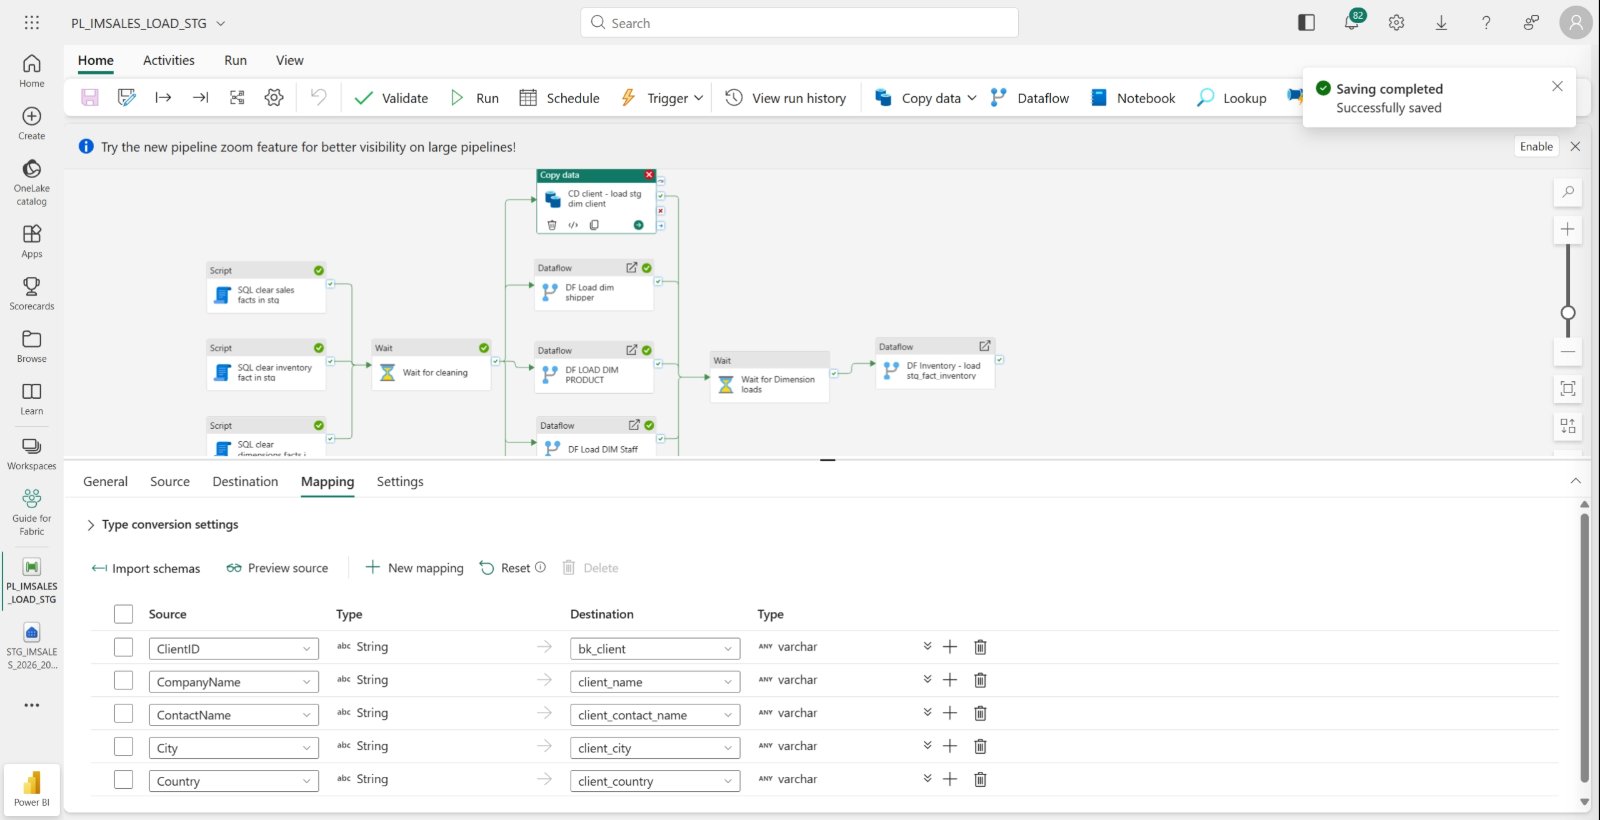 PL_IMSALES_LOAD_STG
Search
82
Home
Activities
Run
View
Validate
Run
Schedule
Trigger
View run history
Copy data
Dataflow
Notebook
Lookup
Saving completed
Successfully saved
Try the new pipeline zoom feature for better visibility on large pipelines!
Enable
Home
Create
OneLake
catalog
Apps
Scorecards
Browse
Learn
Workspaces
Guide for
Fabric
PL_IMSALES
_LOAD_STG
STG_IMSALE
S_2026_20...
Power BI
Script
SQL clear sales
facts in stg
Script
SQL clear inventory
fact in stg
Script
SQL clear
dimensions facts i
Wait
Wait for cleaning
Copy data
CD client - load stg
dim client
Dataflow
DF Load dim
shipper
Dataflow
DF LOAD DIM
PRODUCT
Dataflow
DF Load DIM Staff
Wait
Wait for Dimension
loads
Dataflow
DF Inventory - load
stg_fact_inventory
General
Source
Destination
Mapping
Settings
Type conversion settings
Import schemas
Preview source
New mapping
Reset
Delete
Source Type Destination Type
ClientID abc String bk_client ANY varchar
CompanyName abc String client_name ANY varchar
ContactName abc String client_contact_name ANY varchar
City abc String client_city ANY varchar
Country abc String client_country ANY varchar